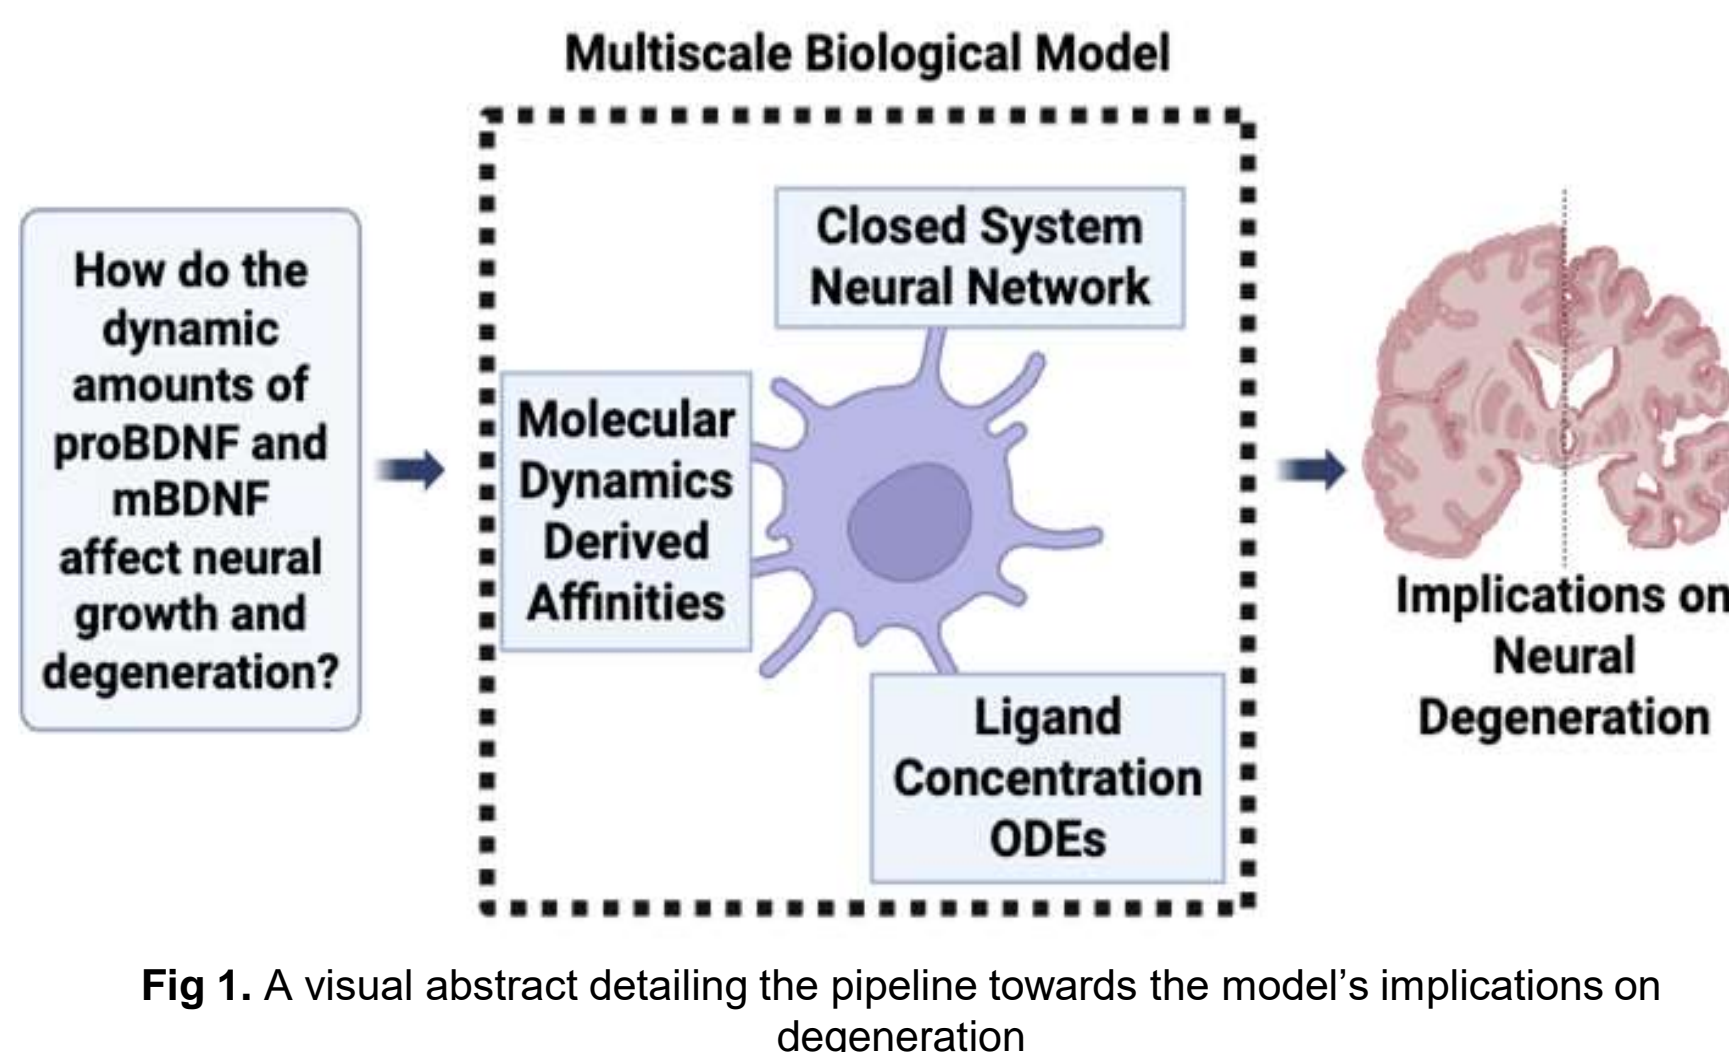 Multiscale Biological Model
How do the
dynamic
amounts of
proBDNF and
mBDNF
affect neural
growth and
degeneration?
Closed System
Neural Network
Molecular
Dynamics
Derived
Affinities
Ligand
Concentration
ODEs
Implications on
Neural
Degeneration
Fig 1. A visual abstract detailing the pipeline towards the model’s implications on
degeneration